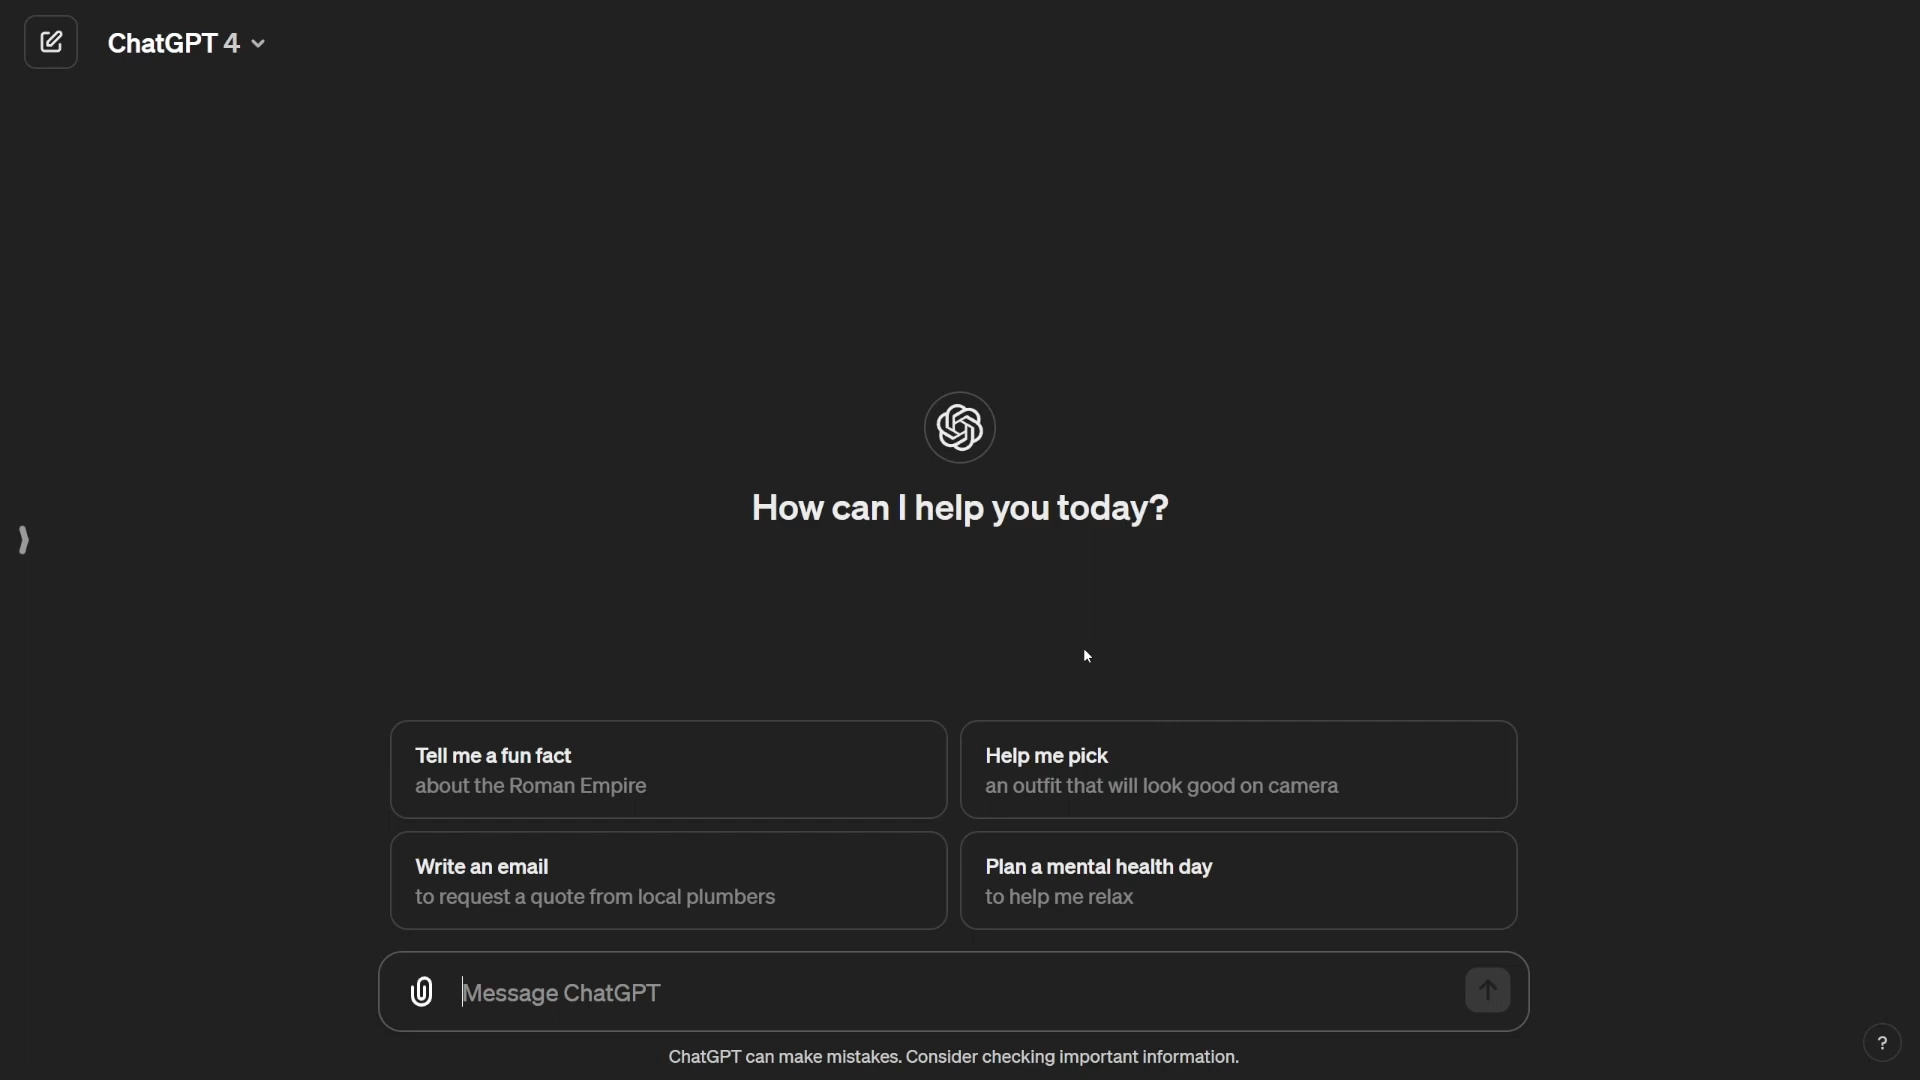 ChatGPT 4
How can I help you today?
Tell me a fun fact
about the Roman Empire
Help me pick
an outfit that will look good on camera
Write an email
to request a quote from local plumbers
Plan a mental health day
to help me relax
Message ChatGPT
ChatGPT can make mistakes. Consider checking important information.
?